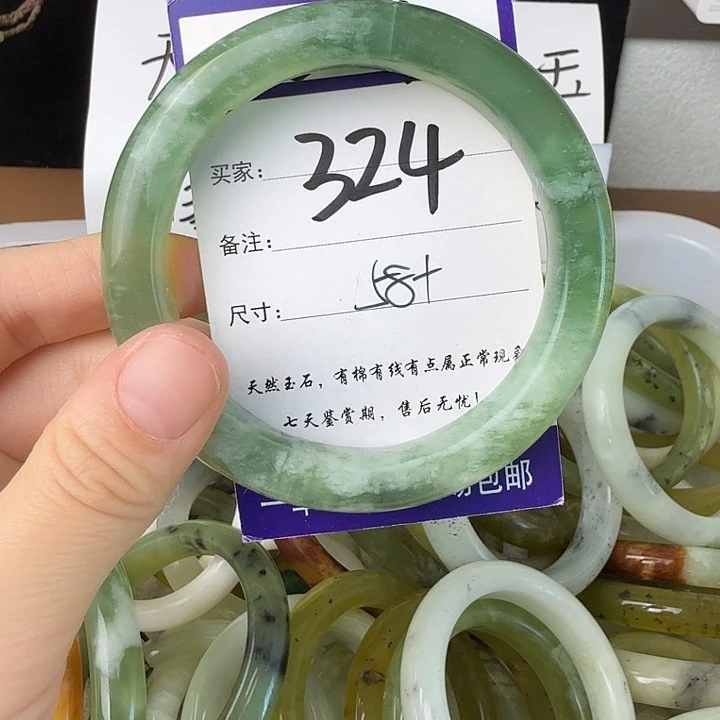 买家：324
备注：
尺寸：58+
天然玉石，有棉有线有点属正常现象
七天鉴赏期，售后无忧！
包邮